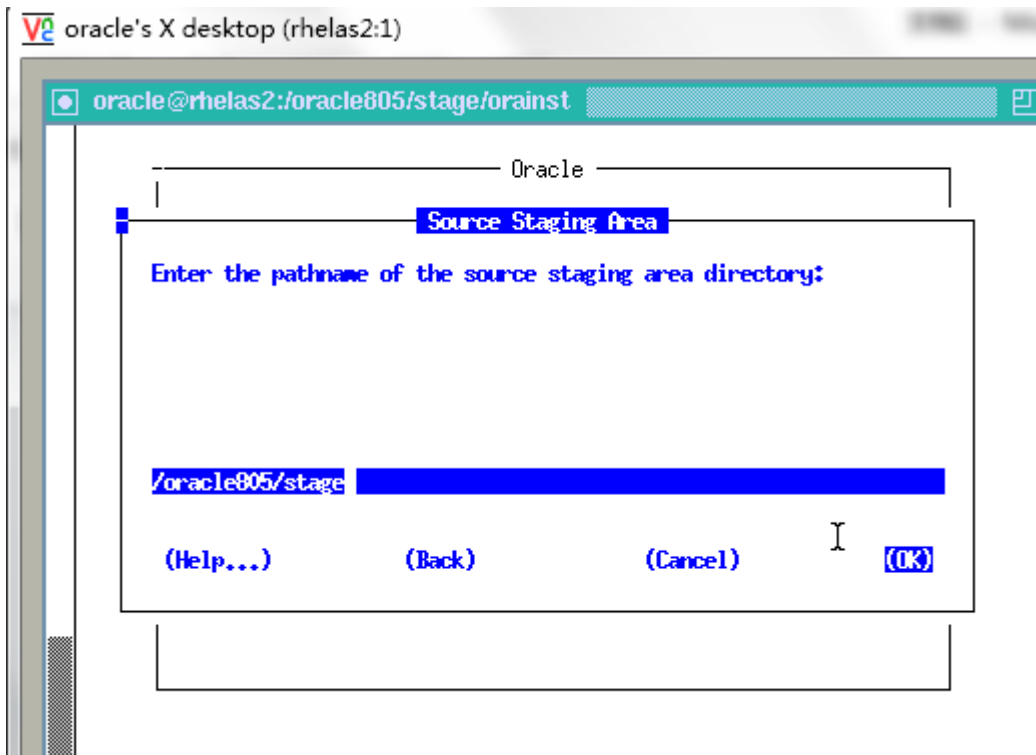 oracle's X desktop (rhelas2:1)
oracle@rhelas2:/oracle805/stage/orainst
Oracle
Source Staging Area
Enter the pathname of the source staging area directory:
/oracle805/stage
(Help...) (Back) (Cancel) (OK)